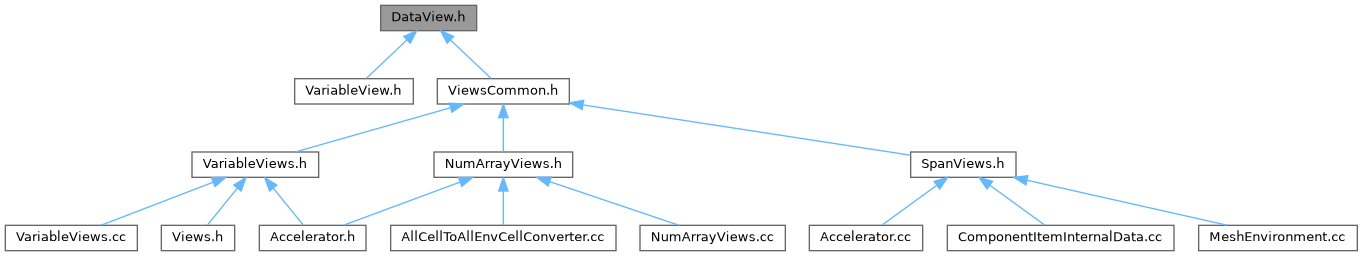 DataView.h
VariableView.h
ViewsCommon.h
VariableViews.h
NumArrayViews.h
SpanViews.h
VariableViews.cc
Views.h
Accelerator.h
AllCellToAllEnvCellConverter.cc
NumArrayViews.cc
Accelerator.cc
ComponentItemInternalData.cc
MeshEnvironment.cc